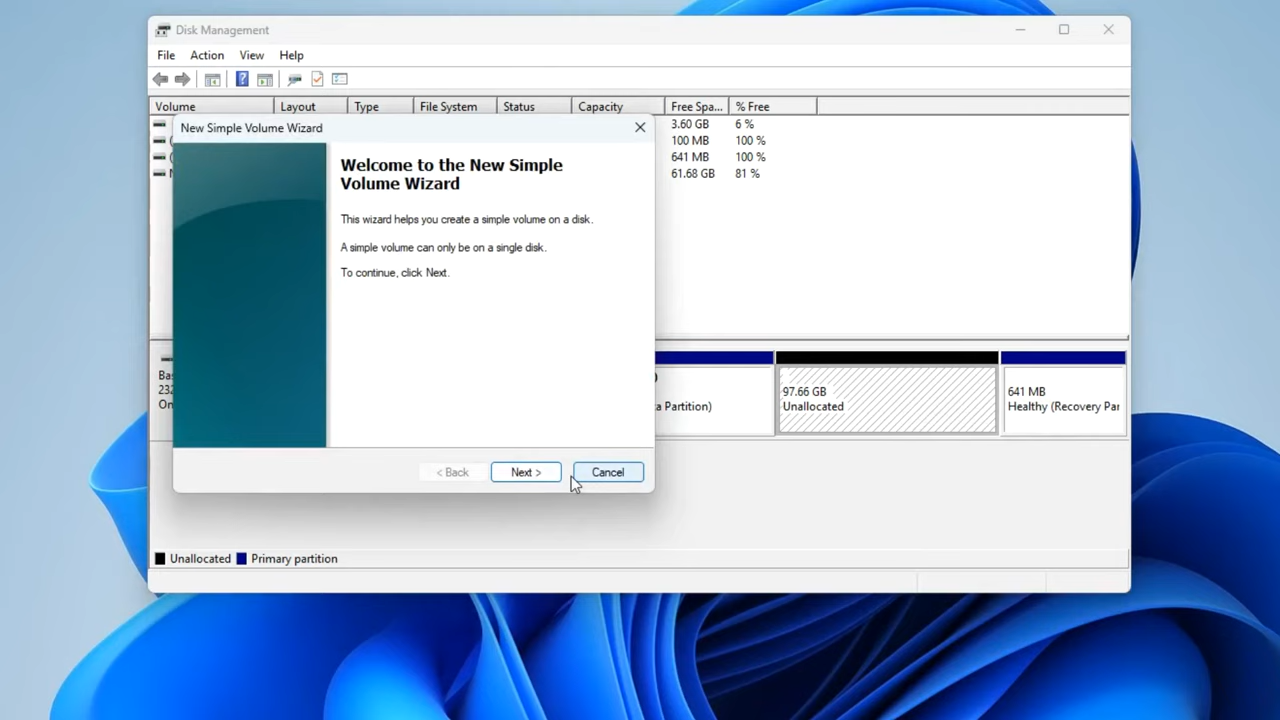 Disk Management
File Action View Help
Volume Layout Type File System Status Capacity Free Spa... % Free
New Simple Volume Wizard
3.60 GB 6 %
100 MB 100 %
641 MB 100 %
61.68 GB 81 %
Welcome to the New Simple
Volume Wizard
This wizard helps you create a simple volume on a disk.
A simple volume can only be on a single disk.
To continue, click Next.
Bas
232
On
a Partition)
97.66 GB
Unallocated
641 MB
Healthy (Recovery Par
< Back Next > Cancel
Unallocated Primary partition